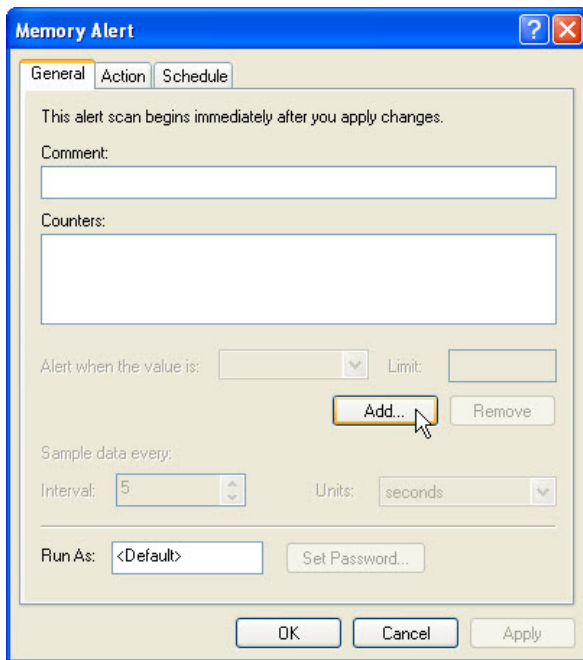 Memory Alert
General Action Schedule
This alert scan begins immediately after you apply changes.
Comment:
Counters:
Alert when the value is: Limit:
Add... Remove
Sample data every:
Interval: 5 Units: seconds
Run As: <Default> Set Password...
OK Cancel Apply